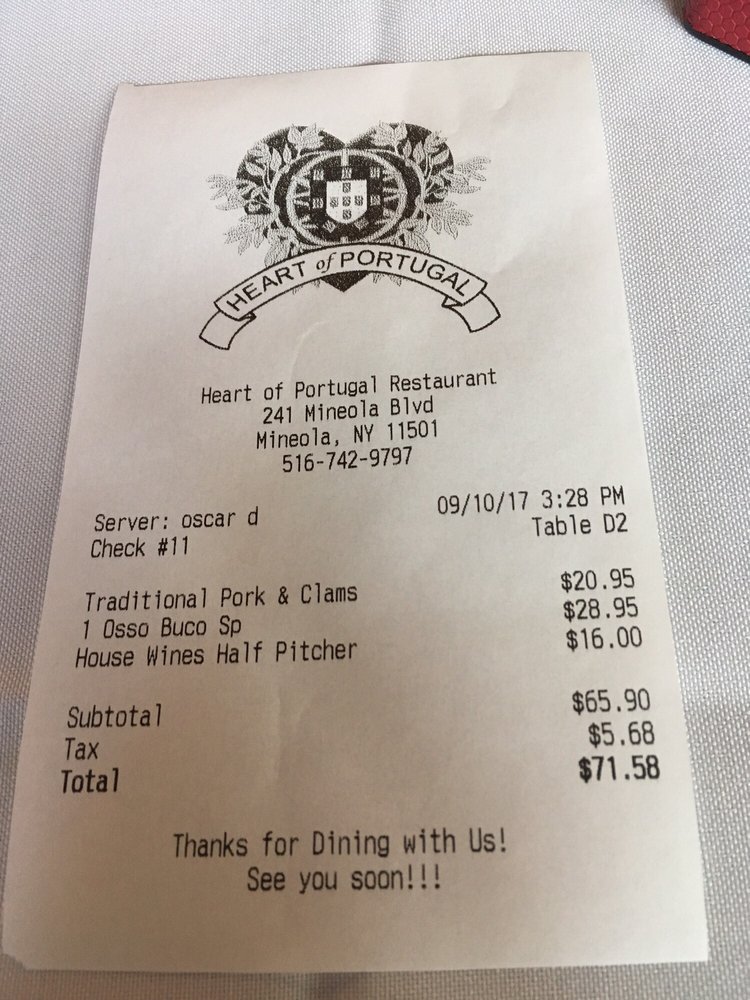 HEART of PORTUGAL
Heart of Portugal Restaurant
241 Mineola Blvd
Mineola, NY 11501
516-742-9797
Server: oscar d 09/10/17 3:28 PM
Check #11 Table D2
Traditional Pork & Clams $20.95
1 Osso Buco Sp $28.95
House Wines Half Pitcher $16.00
Subtotal $65.90
Tax $5.68
Total $71.58
Thanks for Dining with Us!
See you soon!!!